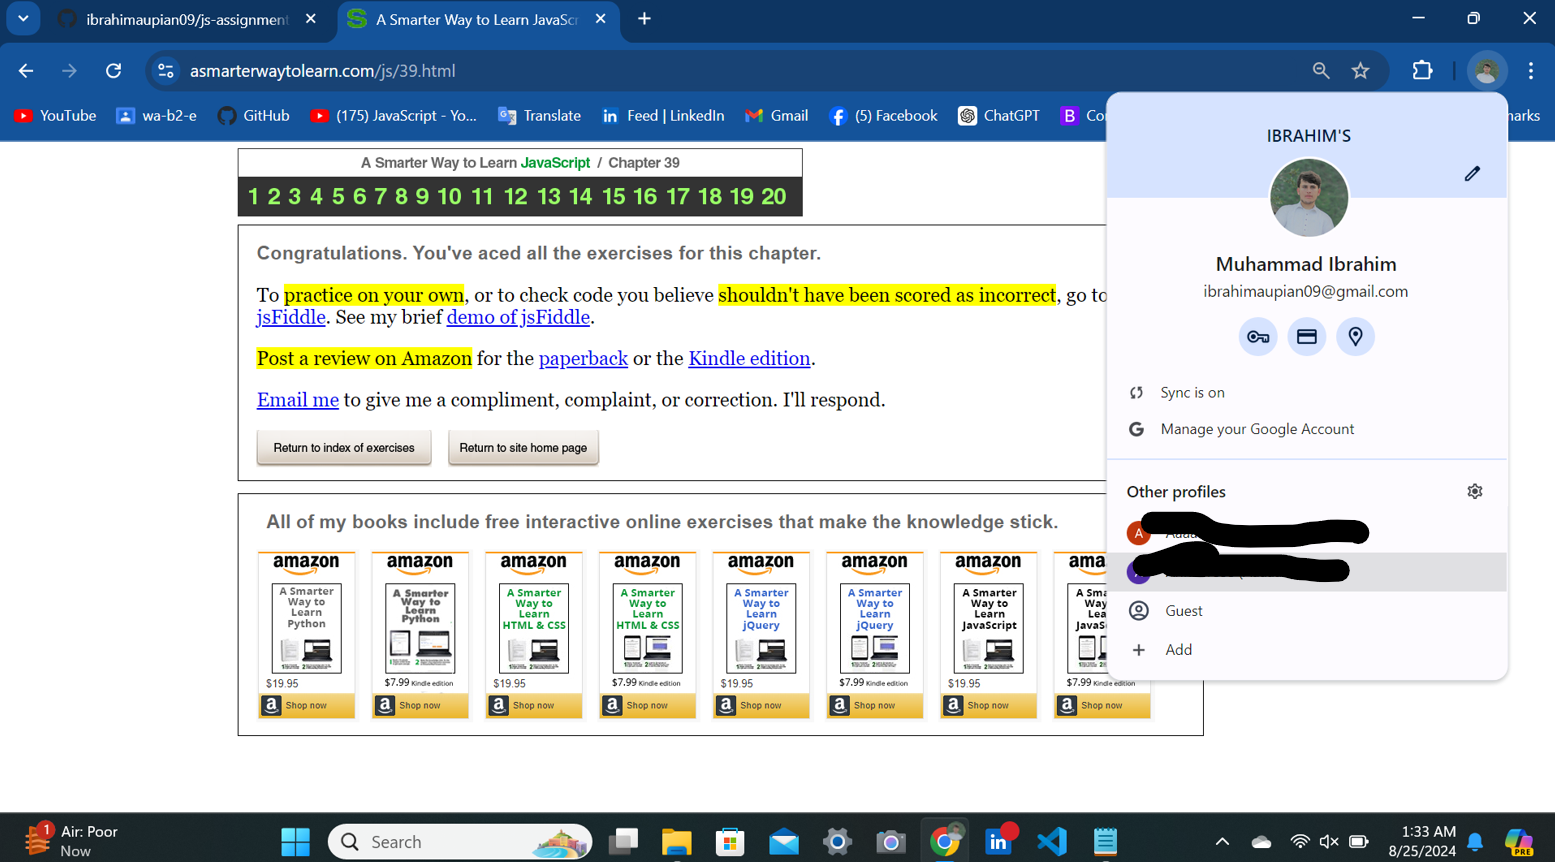 ibrahimaupian09/js-assignment
A Smarter Way to Learn JavaSc
asmarterwaytolearn.com/js/39.html
YouTube
wa-b2-e
GitHub
(175) JavaScript - Yo...
Translate
Feed | LinkedIn
Gmail
(5) Facebook
ChatGPT
B
Co
narks
A Smarter Way to Learn JavaScript / Chapter 39
1 2 3 4 5 6 7 8 9 10 11 12 13 14 15 16 17 18 19 20
Congratulations. You've aced all the exercises for this chapter.
To practice on your own, or to check code you believe shouldn't have been scored as incorrect, go to
jsFiddle. See my brief demo of jsFiddle.
Post a review on Amazon for the paperback or the Kindle edition.
Email me to give me a compliment, complaint, or correction. I'll respond.
Return to index of exercises
Return to site home page
All of my books include free interactive online exercises that make the knowledge stick.
amazon
A Smarter
Way to
Learn
Python
$19.95
Shop now
amazon
A Smarter
Way to
Learn
Python
$7.99 Kindle edition
Shop now
amazon
A Smarter
Way to
Learn
HTML & CSS
$19.95
Shop now
amazon
A Smarter
Way to
Learn
HTML & CSS
$7.99 Kindle edition
Shop now
amazon
A Smarter
Way to
Learn
jQuery
$19.95
Shop now
amazon
A Smarter
Way to
Learn
jQuery
$7.99 Kindle edition
Shop now
amazon
A Smarter
Way to
Learn
JavaScript
$19.95
Shop now
amaz
A Sma
Way
Lea
JavaS
$7.99 Kindle edition
Shop now
IBRAHIM'S
Muhammad Ibrahim
ibrahimaupian09@gmail.com
Sync is on
Manage your Google Account
Other profiles
A
Guest
Add
1
Air: Poor
Now
Search
1:33 AM
8/25/2024
PRE